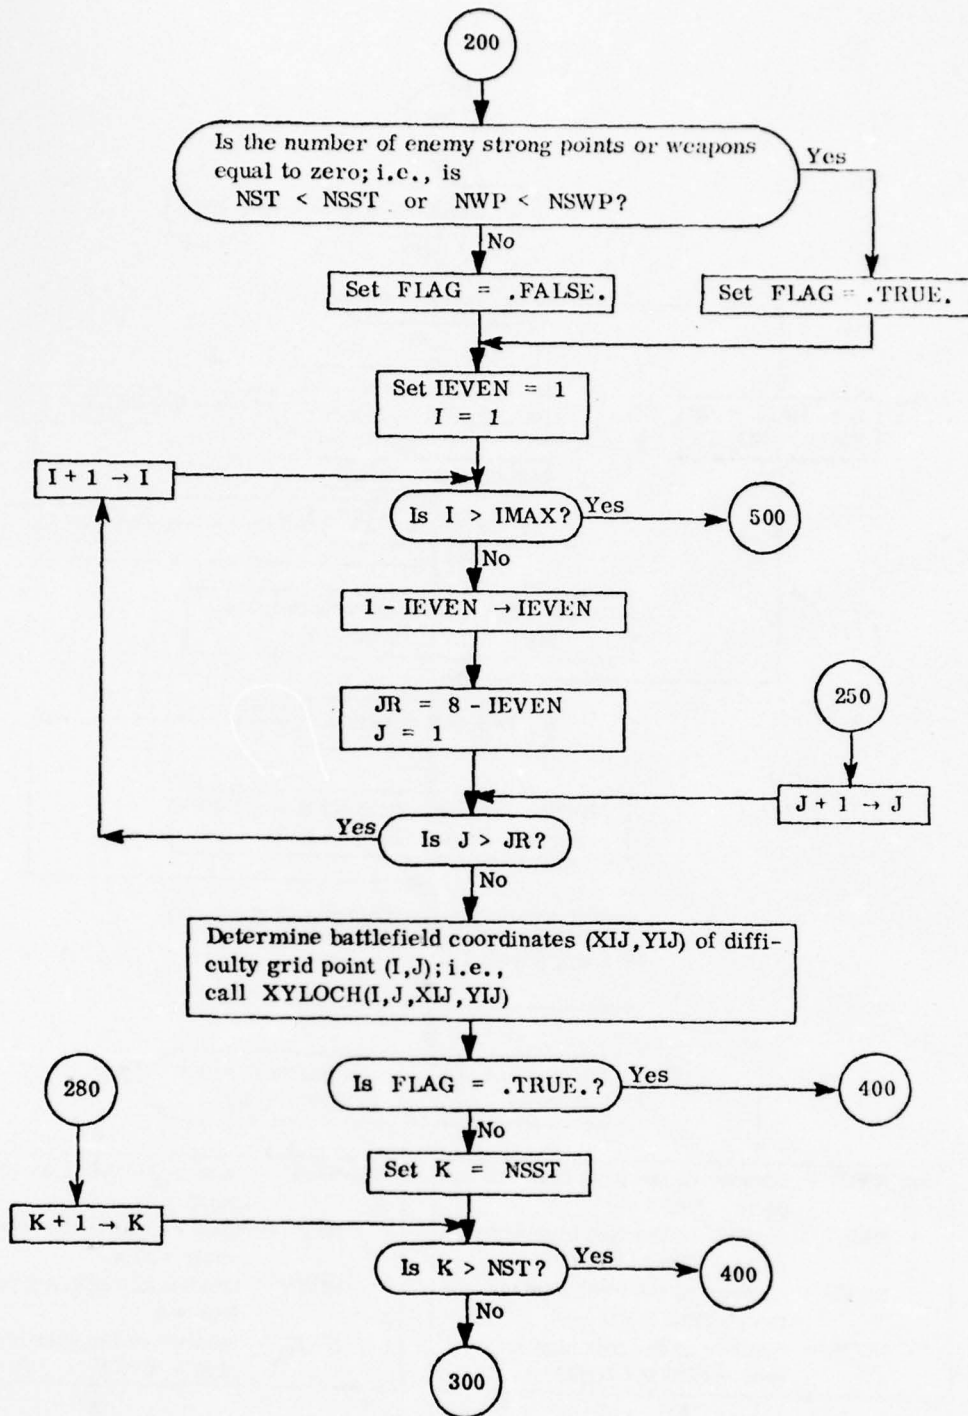 200
Is the number of enemy strong points or weapons
equal to zero; i.e., is
NST < NSST or NWP < NSWP?
Yes
No
Set FLAG = .FALSE.
Set FLAG = .TRUE.
Set IEVEN = 1
I = 1
I + 1 → I
Is I > IMAX?
Yes
500
No
1 - IEVEN → IEVEN
JR = 8 - IEVEN
J = 1
250
J + 1 → J
Yes
Is J > JR?
No
Determine battlefield coordinates (XIJ,YIJ) of diffi-
culty grid point (I,J); i.e.,
call XYLOCH(I,J,XIJ,YIJ)
280
Is FLAG = .TRUE.?
Yes
400
No
Set K = NSST
K + 1 → K
Is K > NST?
Yes
400
No
300